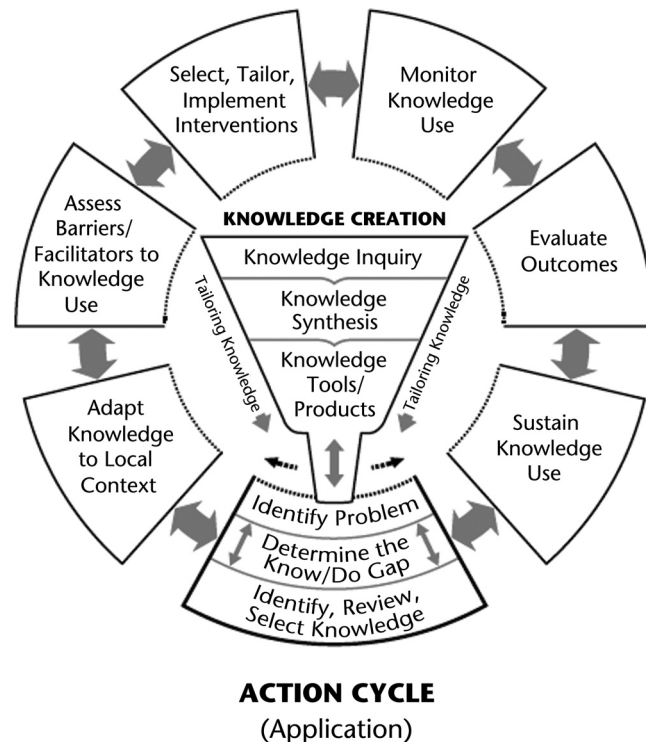 Select, Tailor,
Implement
Interventions
Monitor
Knowledge
Use
Assess
Barriers/
Facilitators to
Knowledge
Use
KNOWLEDGE CREATION
Evaluate
Outcomes
Knowledge Inquiry
Knowledge
Synthesis
Knowledge
Tools/
Products
Tailoring Knowledge
Tailoring Knowledge
Adapt
Knowledge
to Local
Context
Sustain
Knowledge
Use
Identify Problem
Determine the
Know/Do Gap
Identify, Review,
Select Knowledge
ACTION CYCLE
(Application)